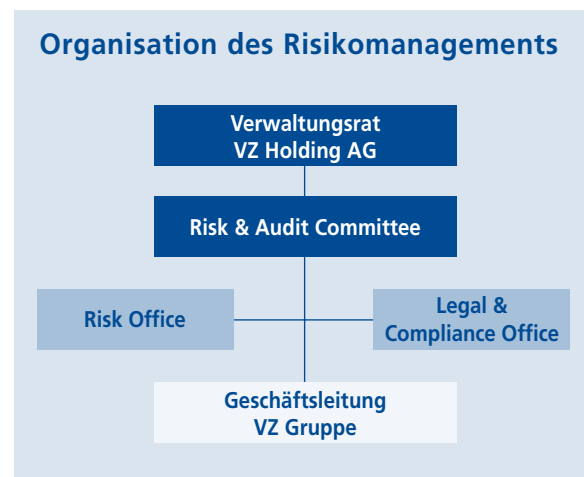 Organisation des Risikomanagements
Verwaltungsrat
VZ Holding AG
Risk & Audit Committee
Risk Office
Legal &
Compliance Office
Geschäftsleitung
VZ Gruppe